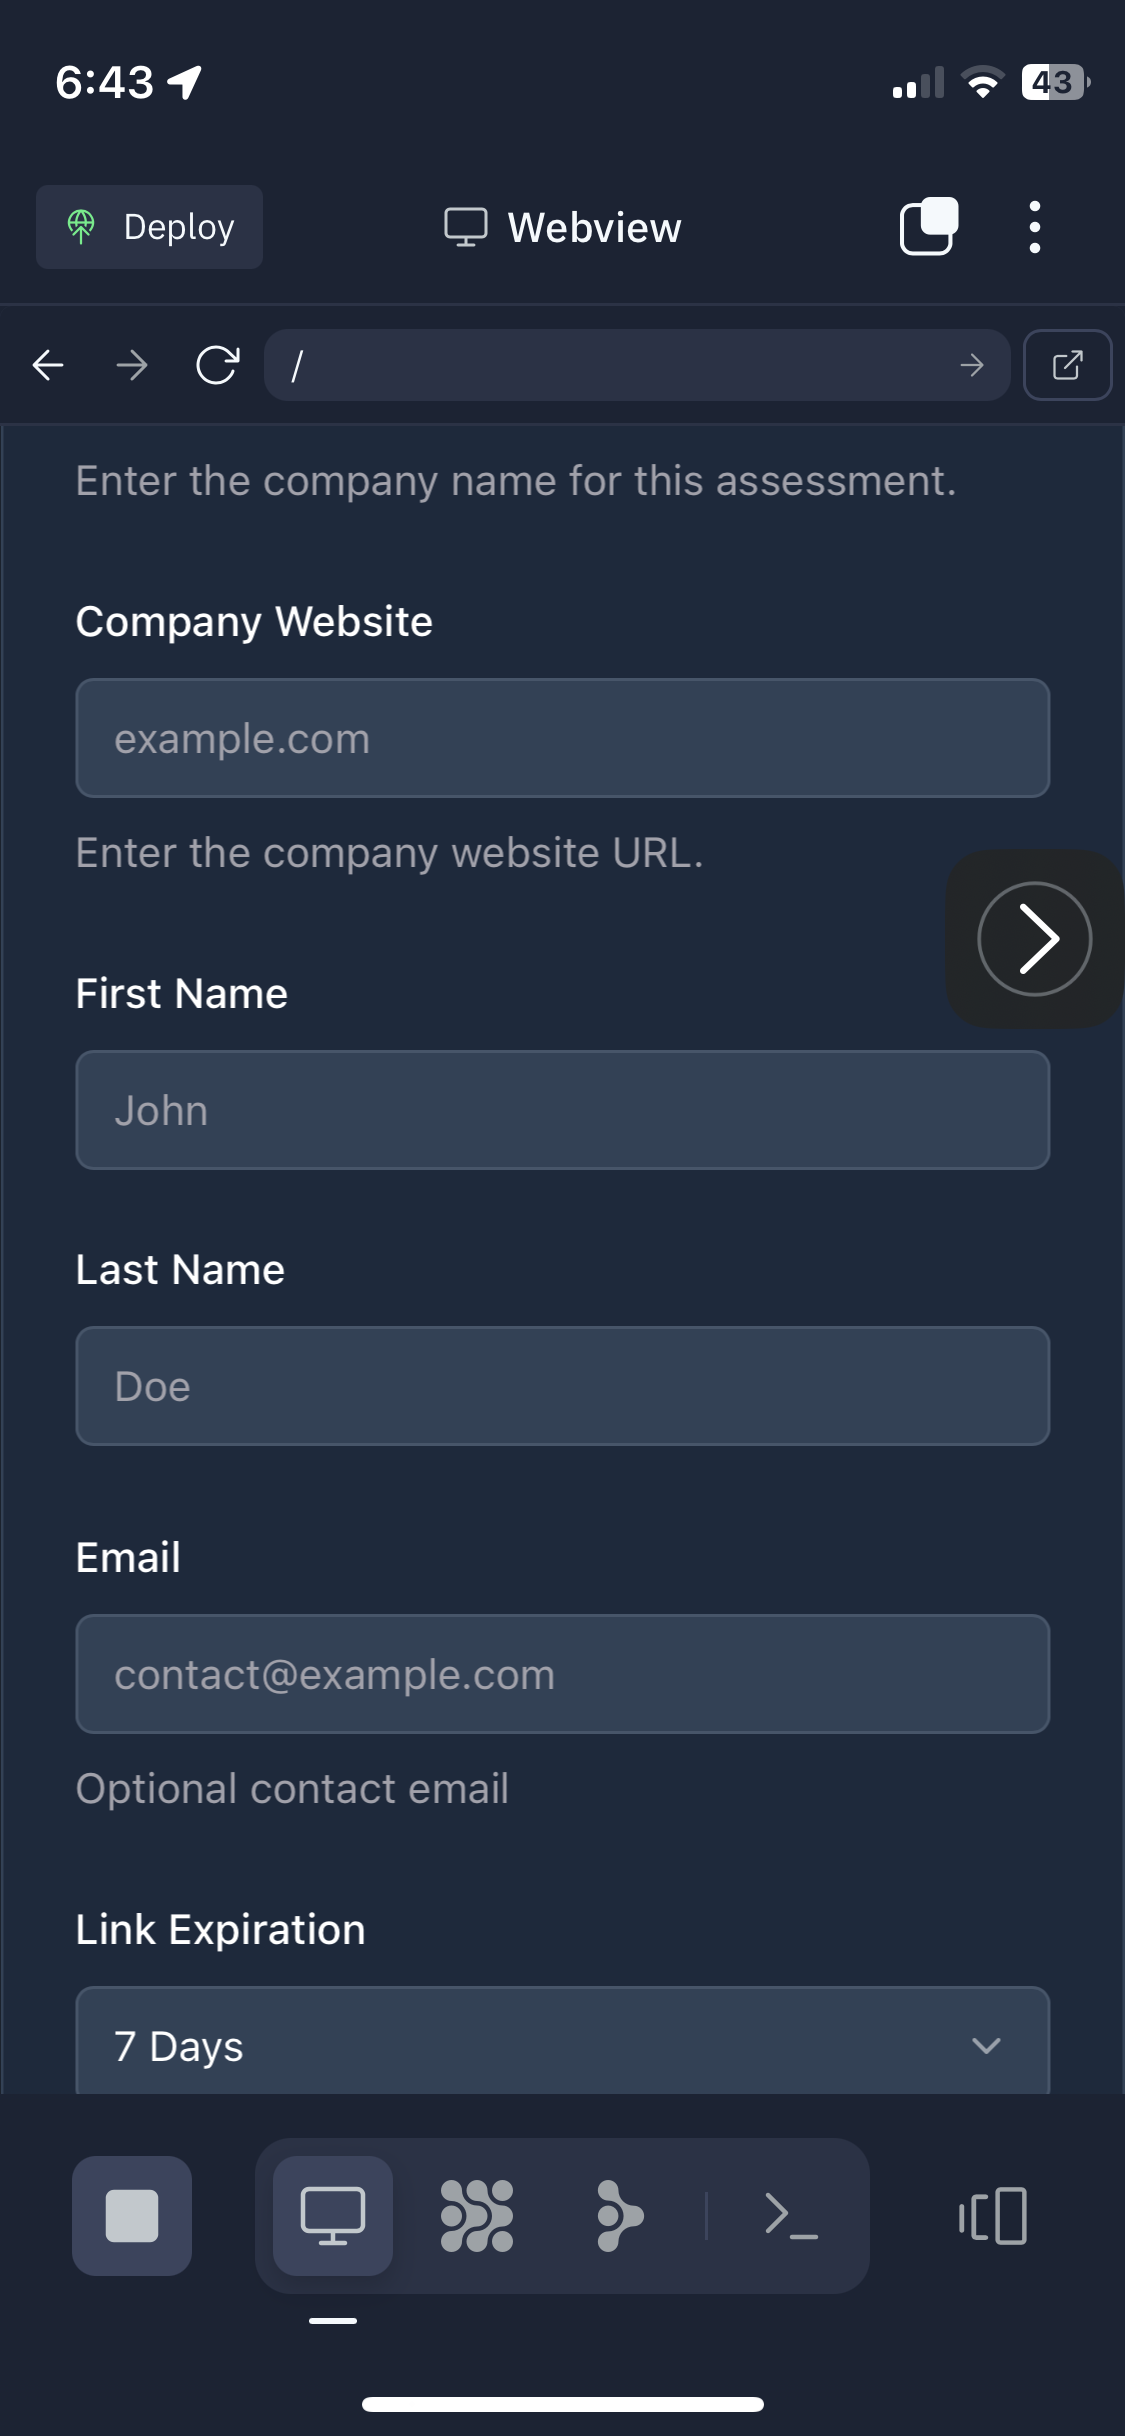 6:43
43
Deploy
Webview
/
Enter the company name for this assessment.
Company Website
example.com
Enter the company website URL.
First Name
John
Last Name
Doe
Email
contact@example.com
Optional contact email
Link Expiration
7 Days